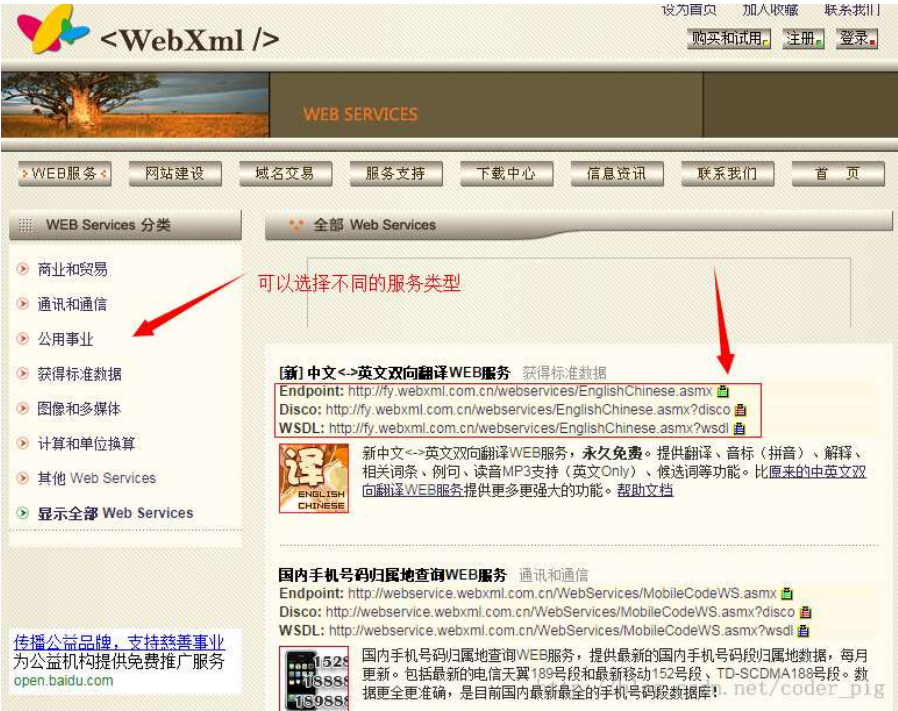 设为首页 加入收藏 联系我们
<WebXml />
购买和试用 注册 登录
WEB SERVICES
WEB服务 网站建设 域名交易 服务支持 下载中心 信息资讯 联系我们 首 页
WEB Services 分类
全部 Web Services
商业和贸易
通讯和通信
公用事业
获得标准数据
图像和多媒体
计算和单位换算
其他 Web Services
显示全部 Web Services
可以选择不同的服务类型
[新] 中文<->英文双向翻译WEB服务 获得标准数据
Endpoint: http://fy.webxml.com.cn/webservices/EnglishChinese.asmx
Disco: http://fy.webxml.com.cn/webservices/EnglishChinese.asmx?disco
WSDL: http://fy.webxml.com.cn/webservices/EnglishChinese.asmx?wsdl
译
ENGLISH
CHINESE
新中文<->英文双向翻译WEB服务，永久免费。提供翻译、音标（拼音）、解释、
相关词条、例句、读音MP3支持（英文Only）、候选词等功能。比原来的中英文双
向翻译WEB服务提供更多更强大的功能。帮助文档
国内手机号码归属地查询WEB服务 通讯和通信
Endpoint: http://webservice.webxml.com.cn/WebServices/MobileCodeWS.asmx
Disco: http://webservice.webxml.com.cn/WebServices/MobileCodeWS.asmx?disco
WSDL: http://webservice.webxml.com.cn/WebServices/MobileCodeWS.asmx?wsdl
1528
18888
189588
国内手机号码归属地查询WEB服务，提供最新的国内手机号码段归属地数据，每月
更新。包括最新的电信天翼189号段和最新移动152号段、TD-SCDMA188号段。数
据更全更准确，是目前国内最新最全的手机号码段数据库！
传播公益品牌，支持慈善事业
为公益机构提供免费推广服务
open.baidu.com